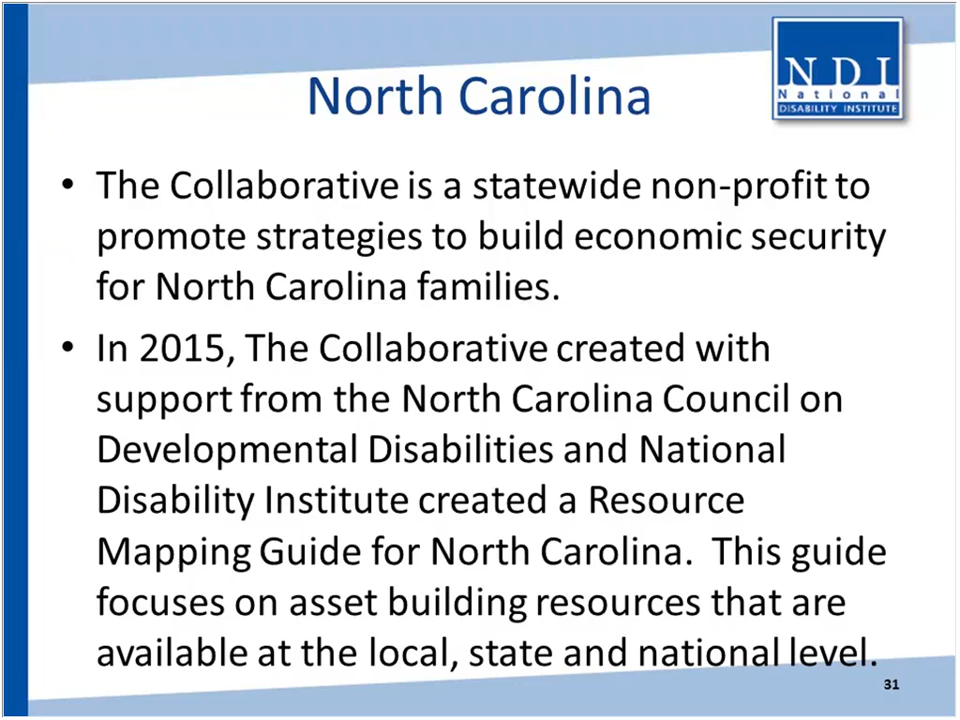 North Carolina
NDI
National
DISABILITY INSTITUTE
• The Collaborative is a statewide non-profit to
promote strategies to build economic security
for North Carolina families.
• In 2015, The Collaborative created with
support from the North Carolina Council on
Developmental Disabilities and National
Disability Institute created a Resource
Mapping Guide for North Carolina.  This guide
focuses on asset building resources that are
available at the local, state and national level.
31